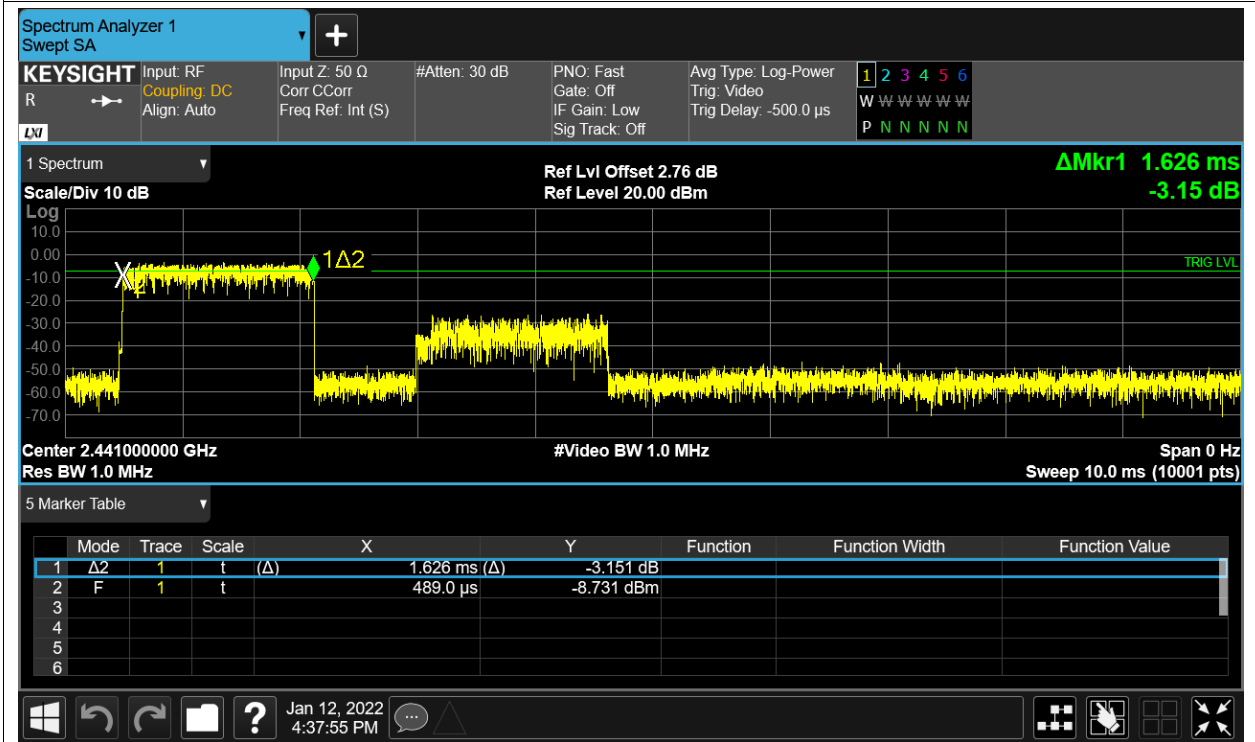 Spectrum Analyzer 1
Swept SA
+
KEYSIGHT Input: RF Input Z: 50 Ω #Atten: 30 dB PNO: Fast Avg Type: Log-Power 1 2 3 4 5 6
R Coupling: DC Corr CCorr Gate: Off Trig: Video W W W W W W
Align: Auto Freq Ref: Int (S) IF Gain: Low Trig Delay: -500.0 µs
LXI Sig Track: Off P N N N N N
1 Spectrum Ref Lvl Offset 2.76 dB ΔMkr1 1.626 ms
Scale/Div 10 dB Ref Level 20.00 dBm -3.15 dB
Log
10.0
0.00 1Δ2 TRIG LVL
-10.0 X2
-20.0
-30.0
-40.0
-50.0
-60.0
-70.0
Center 2.441000000 GHz #Video BW 1.0 MHz Span 0 Hz
Res BW 1.0 MHz Sweep 10.0 ms (10001 pts)
5 Marker Table
Mode Trace Scale X Y Function Function Width Function Value
1 Δ2 1 t (Δ) 1.626 ms (Δ) -3.151 dB
2 F 1 t 489.0 µs -8.731 dBm
3
4
5
6
? Jan 12, 2022
4:37:55 PM